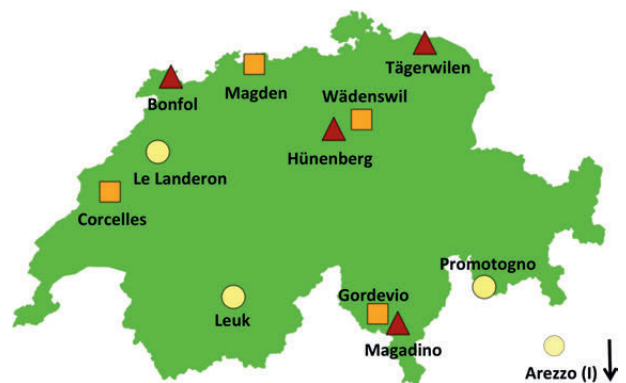 Tägerwilen
Bonfol
Magden
Wädenswil
Hünenberg
Le Landeron
Corcelles
Promotogno
Gordevio
Leuk
Magadino
Arezzo (I)